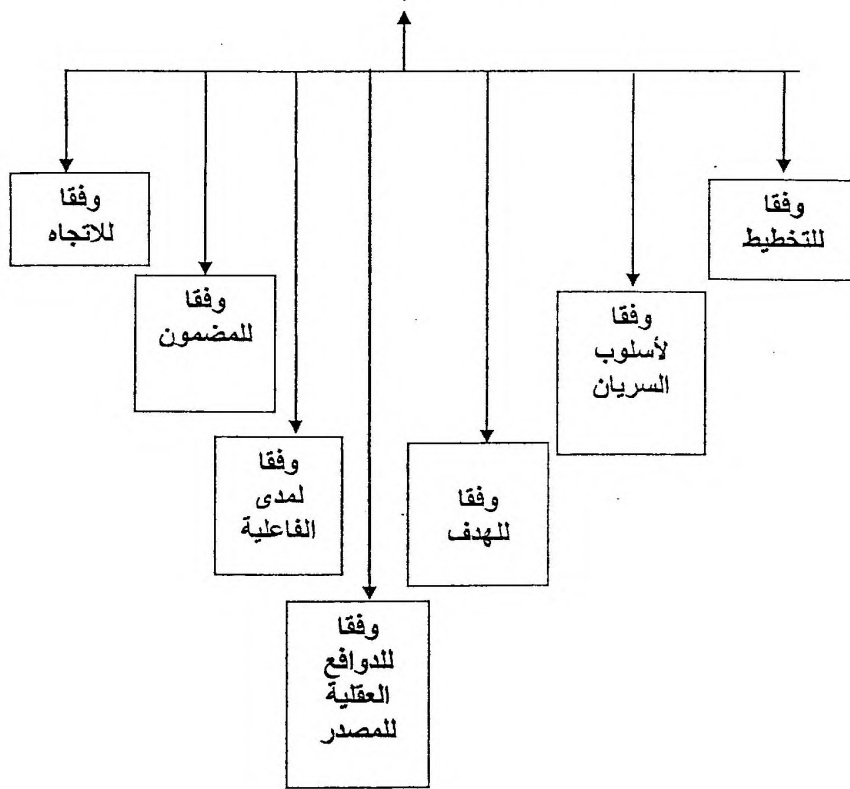 وفقا
للتخطيط
وفقا
لأسلوب
السريان
وفقا
للهدف
وفقا
للدوافع
العقلية
للمصدر
وفقا
لمدى
الفاعلية
وفقا
للمضمون
وفقا
للاتجاه